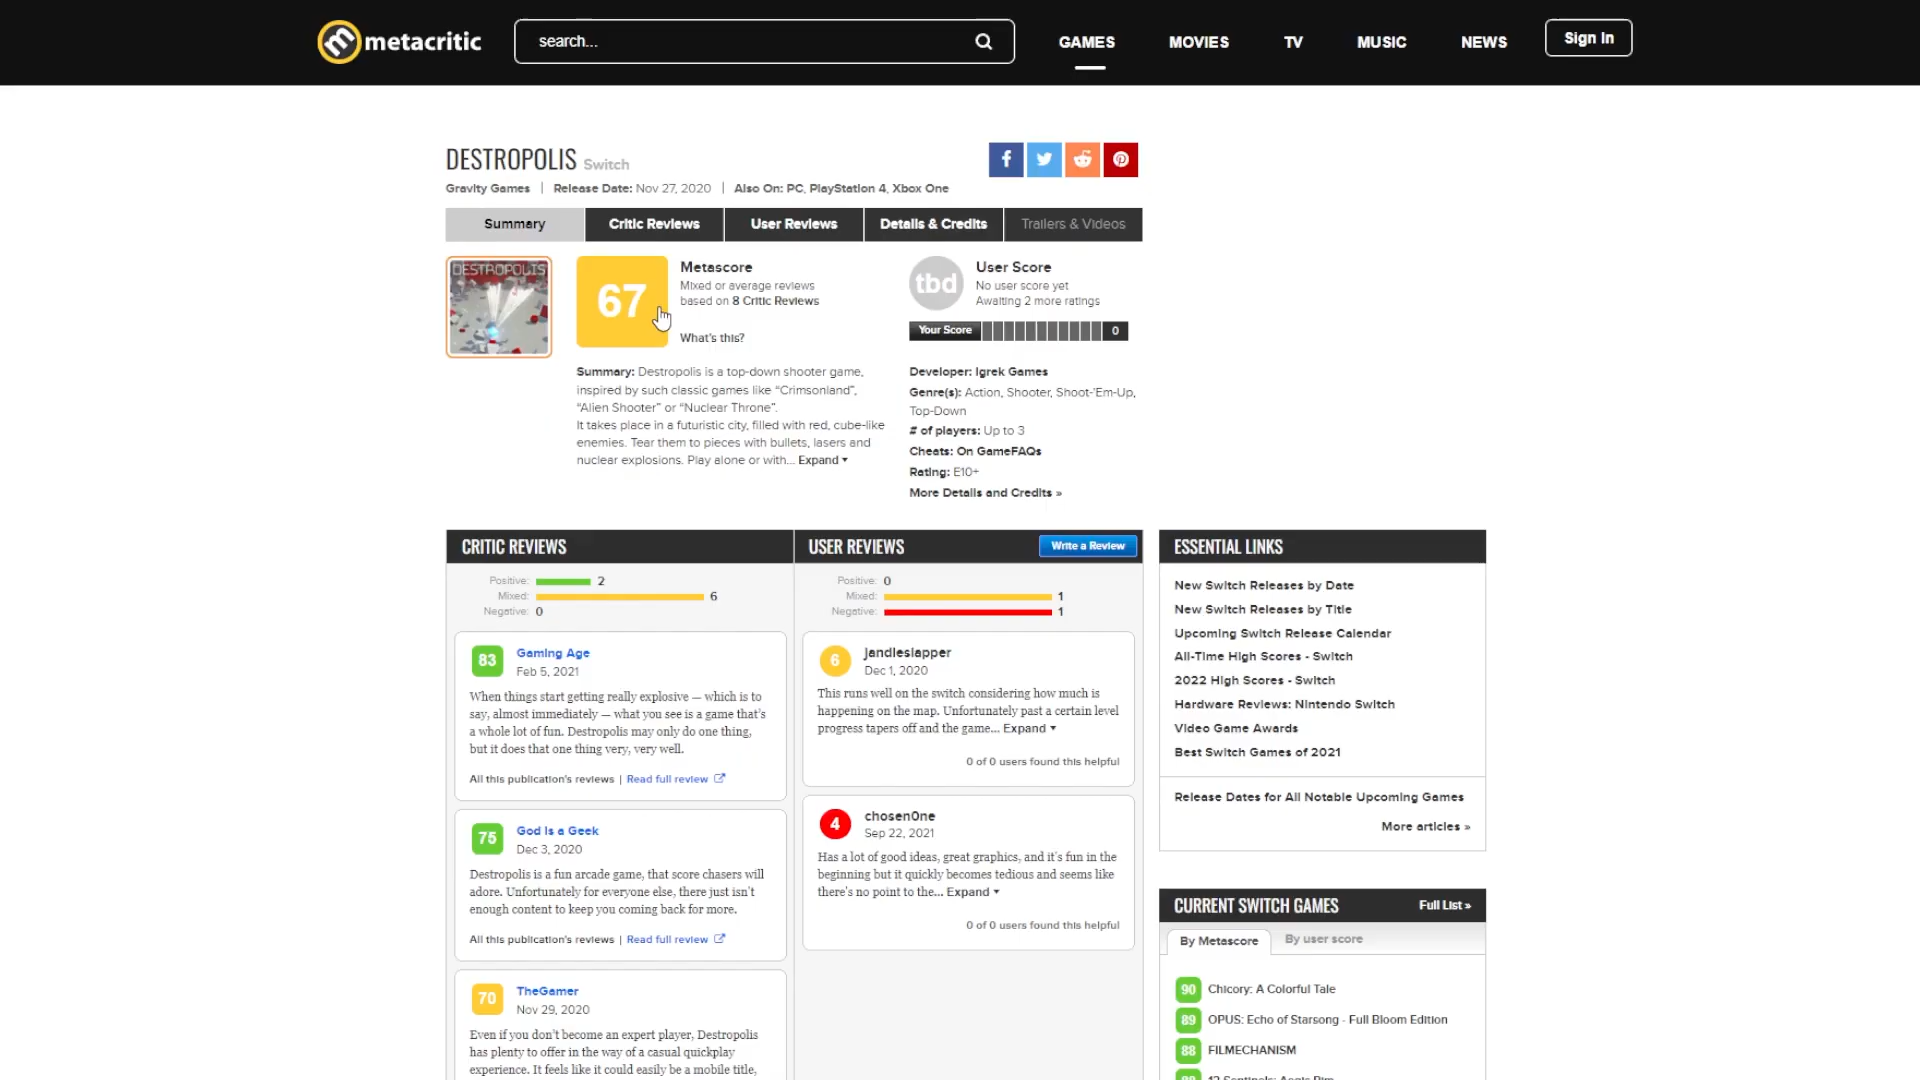 metacritic
search...
GAMES
MOVIES
TV
MUSIC
NEWS
Sign In
DESTROPOLIS Switch
Gravity Games | Release Date: Nov 27, 2020 | Also On: PC, PlayStation 4, Xbox One
Summary
Critic Reviews
User Reviews
Details & Credits
Trailers & Videos
DESTROPOLIS
67
Metascore
Mixed or average reviews
based on 8 Critic Reviews
What's this?
Summary: Destropolis is a top-down shooter game,
inspired by such classic games like “Crimsonland”,
“Alien Shooter” or “Nuclear Throne”.
It takes place in a futuristic city, filled with red, cube-like
enemies. Tear them to pieces with bullets, lasers and
nuclear explosions. Play alone or with... Expand
tbd
User Score
No user score yet
Awaiting 2 more ratings
Your Score 0
Developer: Igrek Games
Genre(s): Action, Shooter, Shoot-'Em-Up,
Top-Down
# of players: Up to 3
Cheats: On GameFAQs
Rating: E10+
More Details and Credits »
CRITIC REVIEWS
Positive: 2
Mixed: 6
Negative: 0
83 Gaming Age
Feb 5, 2021
When things start getting really explosive — which is to
say, almost immediately — what you see is a game that’s
a whole lot of fun. Destropolis may only do one thing,
but it does that one thing very, very well.
All this publication's reviews | Read full review
75 God Is a Geek
Dec 3, 2020
Destropolis is a fun arcade game, that score chasers will
adore. Unfortunately for everyone else, there just isn’t
enough content to keep you coming back for more.
All this publication's reviews | Read full review
70 TheGamer
Nov 29, 2020
Even if you don’t become an expert player, Destropolis
has plenty to offer in the way of a casual quickplay
experience. It feels like it could easily be a mobile title,
USER REVIEWS
Write a Review
Positive: 0
Mixed: 1
Negative: 1
6 jandleslapper
Dec 1, 2020
This runs well on the switch considering how much is
happening on the map. Unfortunately past a certain level
progress tapers off and the game... Expand
0 of 0 users found this helpful
4 chosen0ne
Sep 22, 2021
Has a lot of good ideas, great graphics, and it's fun in the
beginning but it quickly becomes tedious and seems like
there's no point to the... Expand
0 of 0 users found this helpful
ESSENTIAL LINKS
New Switch Releases by Date
New Switch Releases by Title
Upcoming Switch Release Calendar
All-Time High Scores - Switch
2022 High Scores - Switch
Hardware Reviews: Nintendo Switch
Video Game Awards
Best Switch Games of 2021
Release Dates for All Notable Upcoming Games
More articles »
CURRENT SWITCH GAMES
Full List »
By Metascore
By user score
90 Chicory: A Colorful Tale
89 OPUS: Echo of Starsong - Full Bloom Edition
88 FILMECHANISM